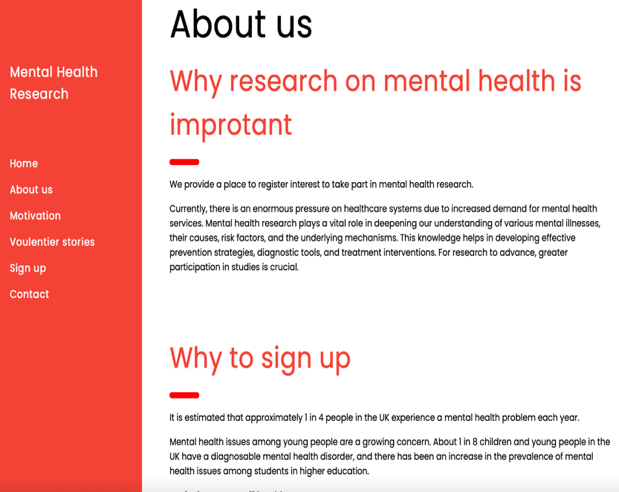 About us
Mental Health
Research
Why research on mental health is
improtant
Home
About us
Motivation
Voulentier stories
Sign up
Contact
We provide a place to register interest to take part in mental health research.
Currently, there is an enormous pressure on healthcare systems due to increased demand for mental health
services. Mental health research plays a vital role in deepening our understanding of various mental illnesses,
their causes, risk factors, and the underlying mechanisms. This knowledge helps in developing effective
prevention strategies, diagnostic tools, and treatment interventions. For research to advance, greater
participation in studies is crucial.
Why to sign up
It is estimated that approximately 1 in 4 people in the UK experience a mental health problem each year.
Mental health issues among young people are a growing concern. About 1 in 8 children and young people in the
UK have a diagnosable mental health disorder, and there has been an increase in the prevalence of mental
health issues among students in higher education.